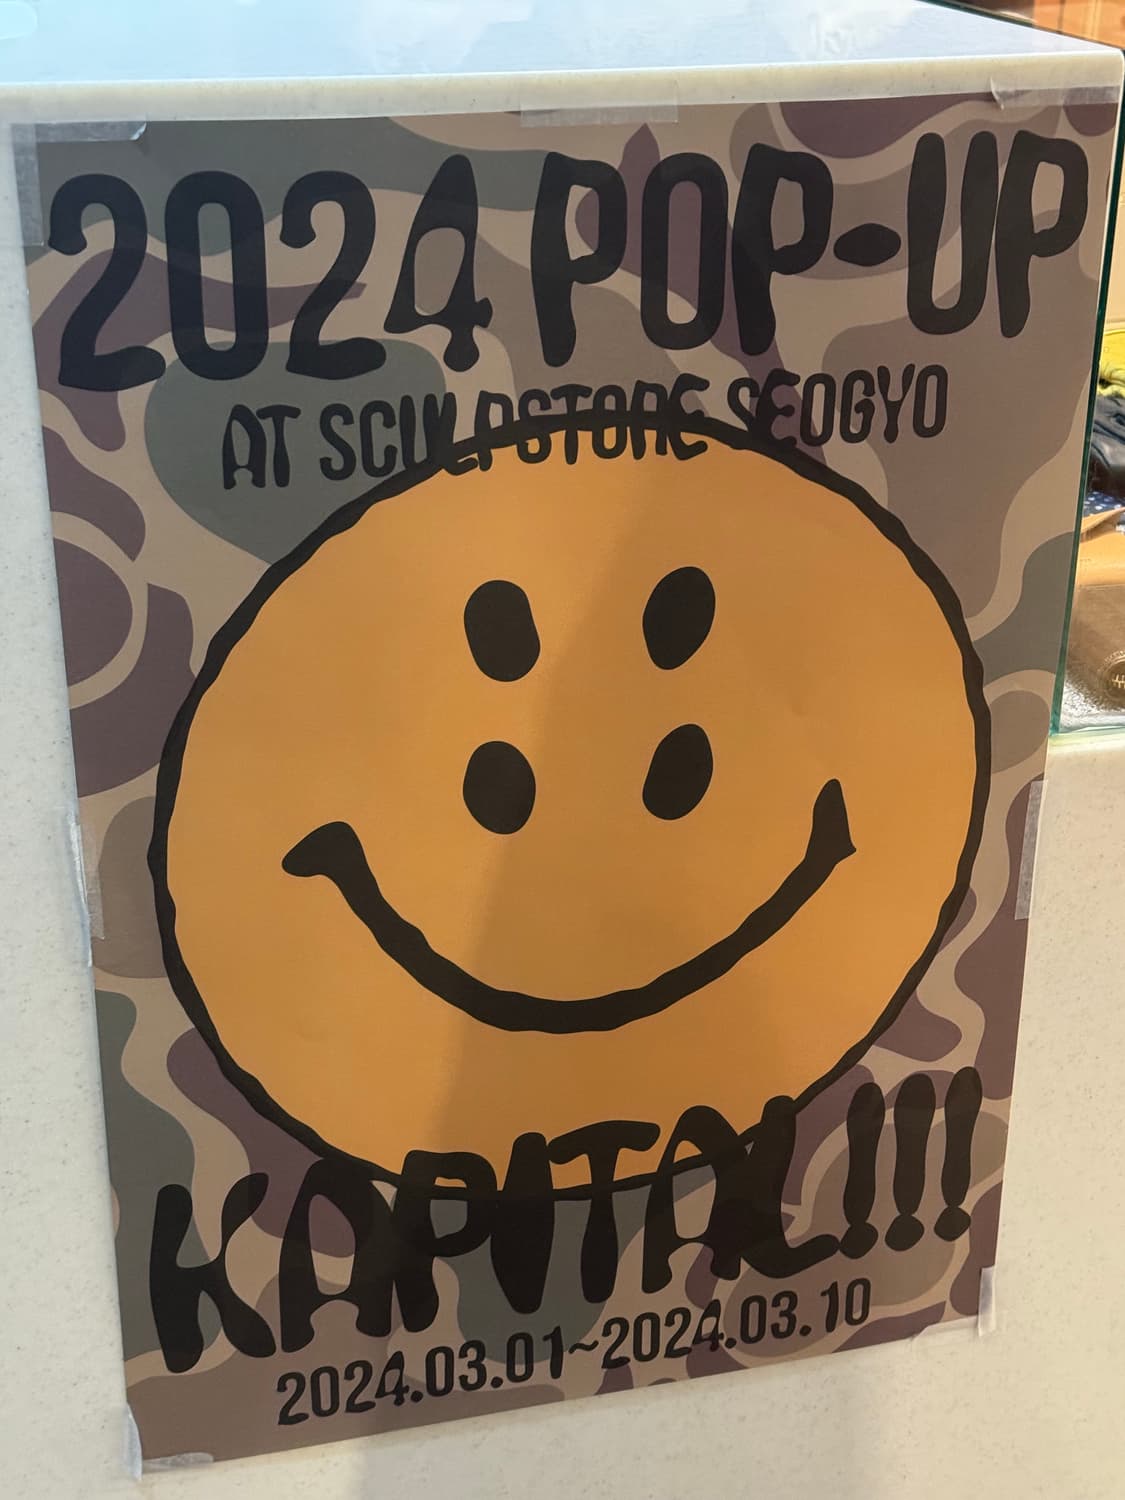 2024 POP-UP
AT SCULPSTORE SEOGYO
KAPITAL!!!
2024.03.01~2024.03.10